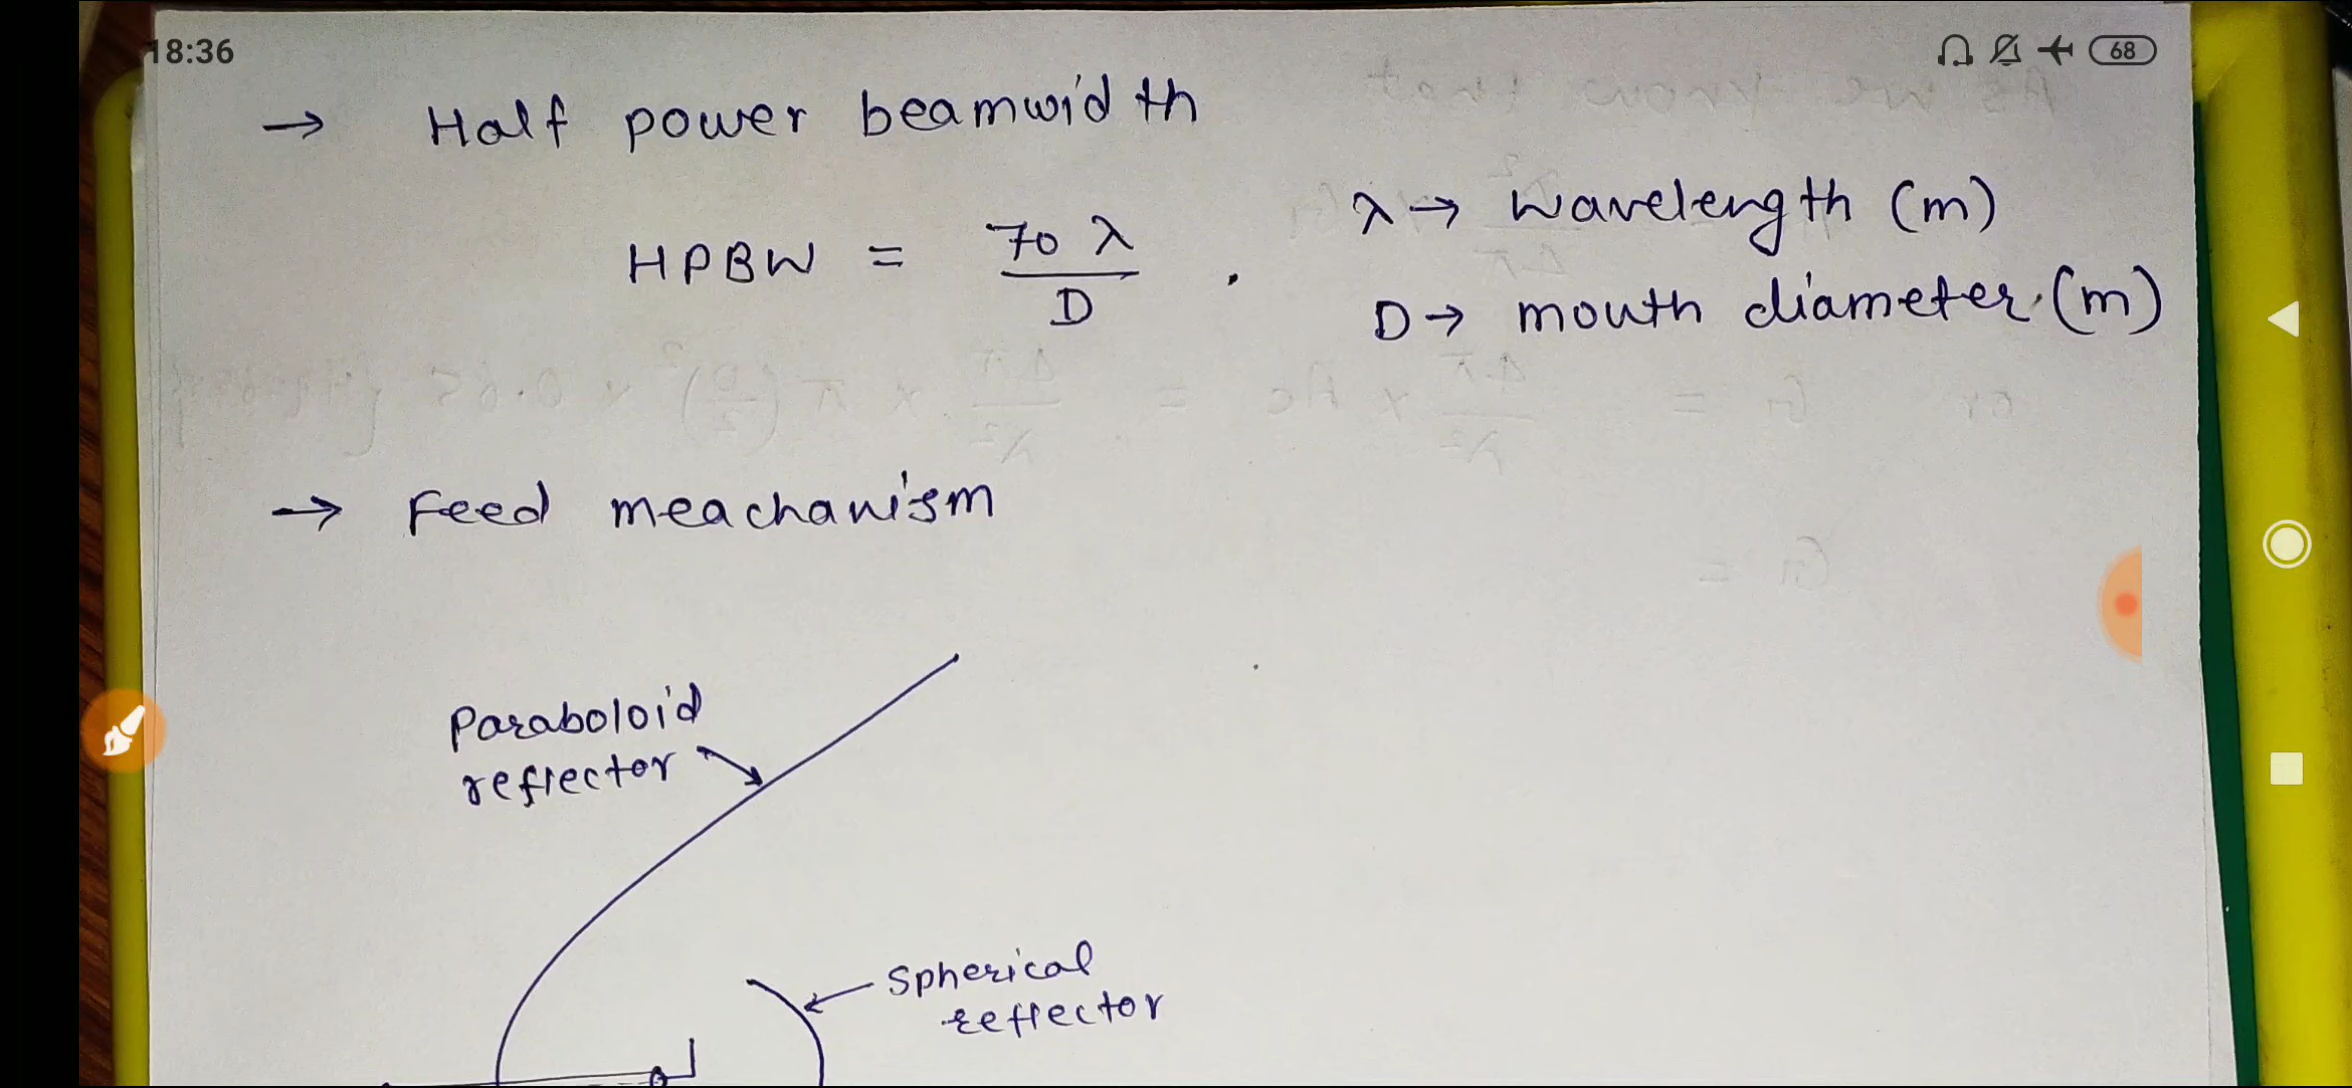 18:36
68
→ Half power beamwidth
HPBW = 70 λ / D .
λ → wavelength (m)
D → mouth diameter. (m)
→ Feed meachanism
Paraboloid
reflector
Spherical
reflector